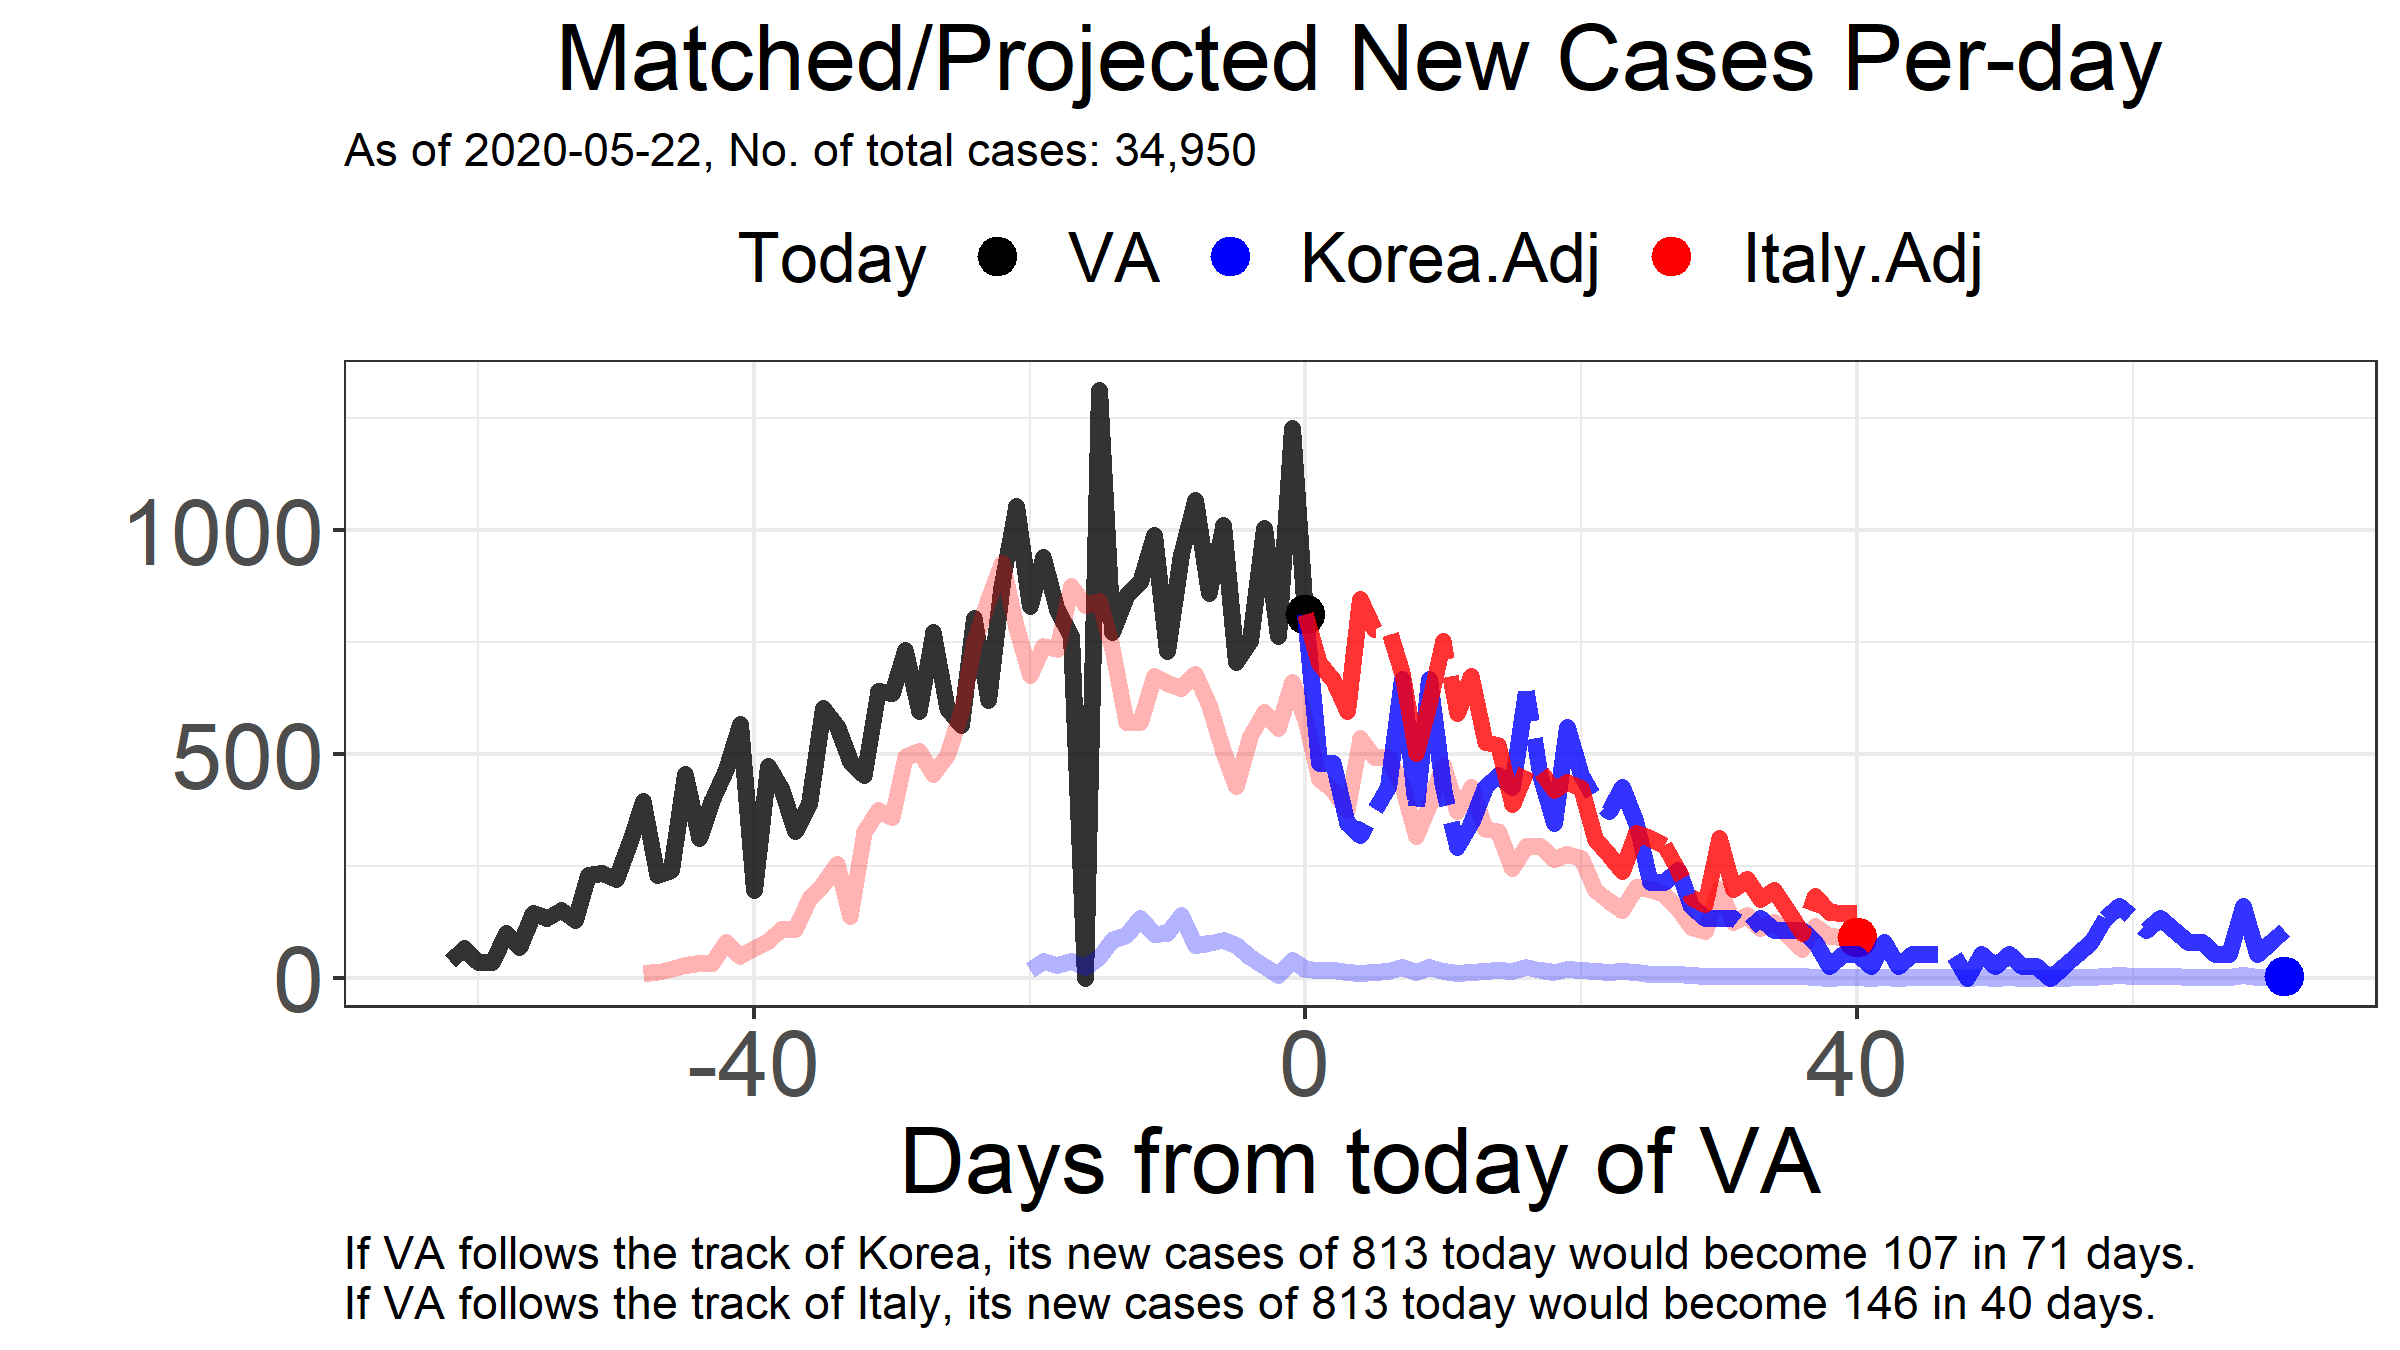 Matched/Projected New Cases Per-day
As of 2020-05-22, No. of total cases: 34,950
Today VA Korea.Adj Italy.Adj
1000
500
0
-40 0 40
Days from today of VA
If VA follows the track of Korea, its new cases of 813 today would become 107 in 71 days.
If VA follows the track of Italy, its new cases of 813 today would become 146 in 40 days.